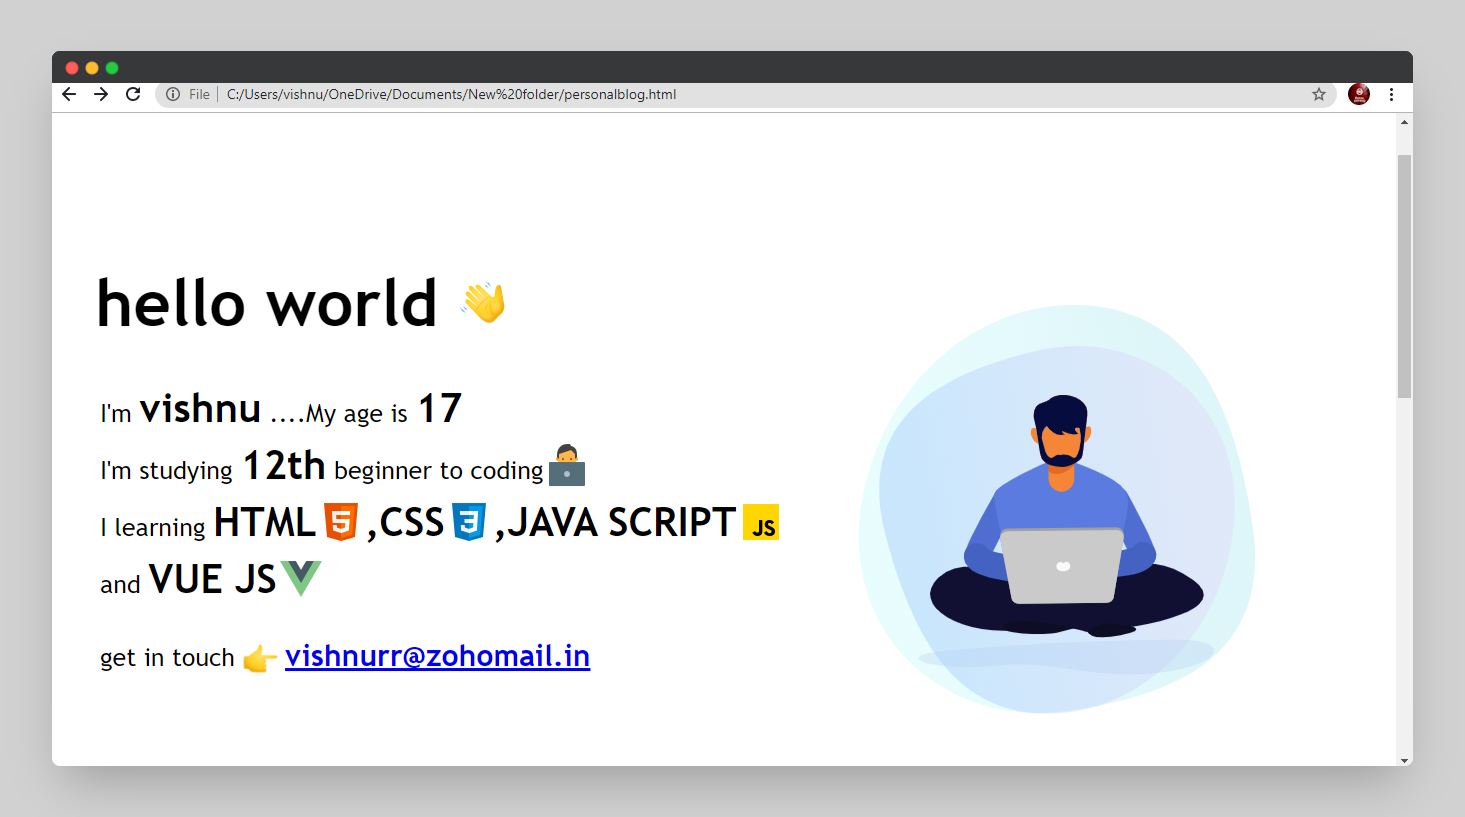 File | C:/Users/vishnu/OneDrive/Documents/New%20folder/personalblog.html
hello world 👋
I'm vishnu ....My age is 17
I'm studying 12th beginner to coding
I learning HTML 5 ,CSS 3 ,JAVA SCRIPT JS
and VUE JS
get in touch 👉 vishnurr@zohomail.in